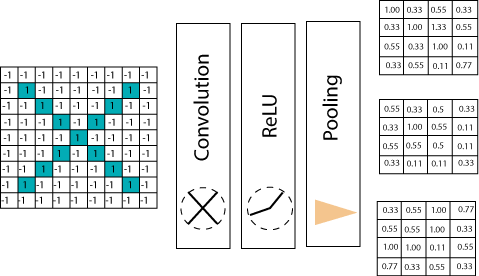 -1 -1 -1 -1 -1 -1 -1 -1 -1
-1 1 -1 -1 -1 -1 -1 1 -1
-1 -1 1 -1 -1 -1 1 -1 -1
-1 -1 -1 1 -1 1 -1 -1 -1
-1 -1 -1 -1 1 -1 -1 -1 -1
-1 -1 -1 1 -1 1 -1 -1 -1
-1 -1 1 -1 -1 -1 1 -1 -1
-1 1 -1 -1 -1 -1 -1 1 -1
-1 -1 -1 -1 -1 -1 -1 -1 -1
Convolution
ReLU
Pooling
1.00 0.33 0.55 0.33
0.33 1.00 1.33 0.55
0.55 0.33 1.00 0.11
0.33 0.55 0.11 0.77
0.55 0.33 0.5 0.33
0.33 1.00 0.55 0.11
0.55 0.55 0.5 0.11
0.33 0.11 0.11 0.33
0.33 0.55 1.00 0.77
0.55 0.55 1.00 0.33
1.00 1.00 0.11 0.55
0.77 0.33 0.55 0.33